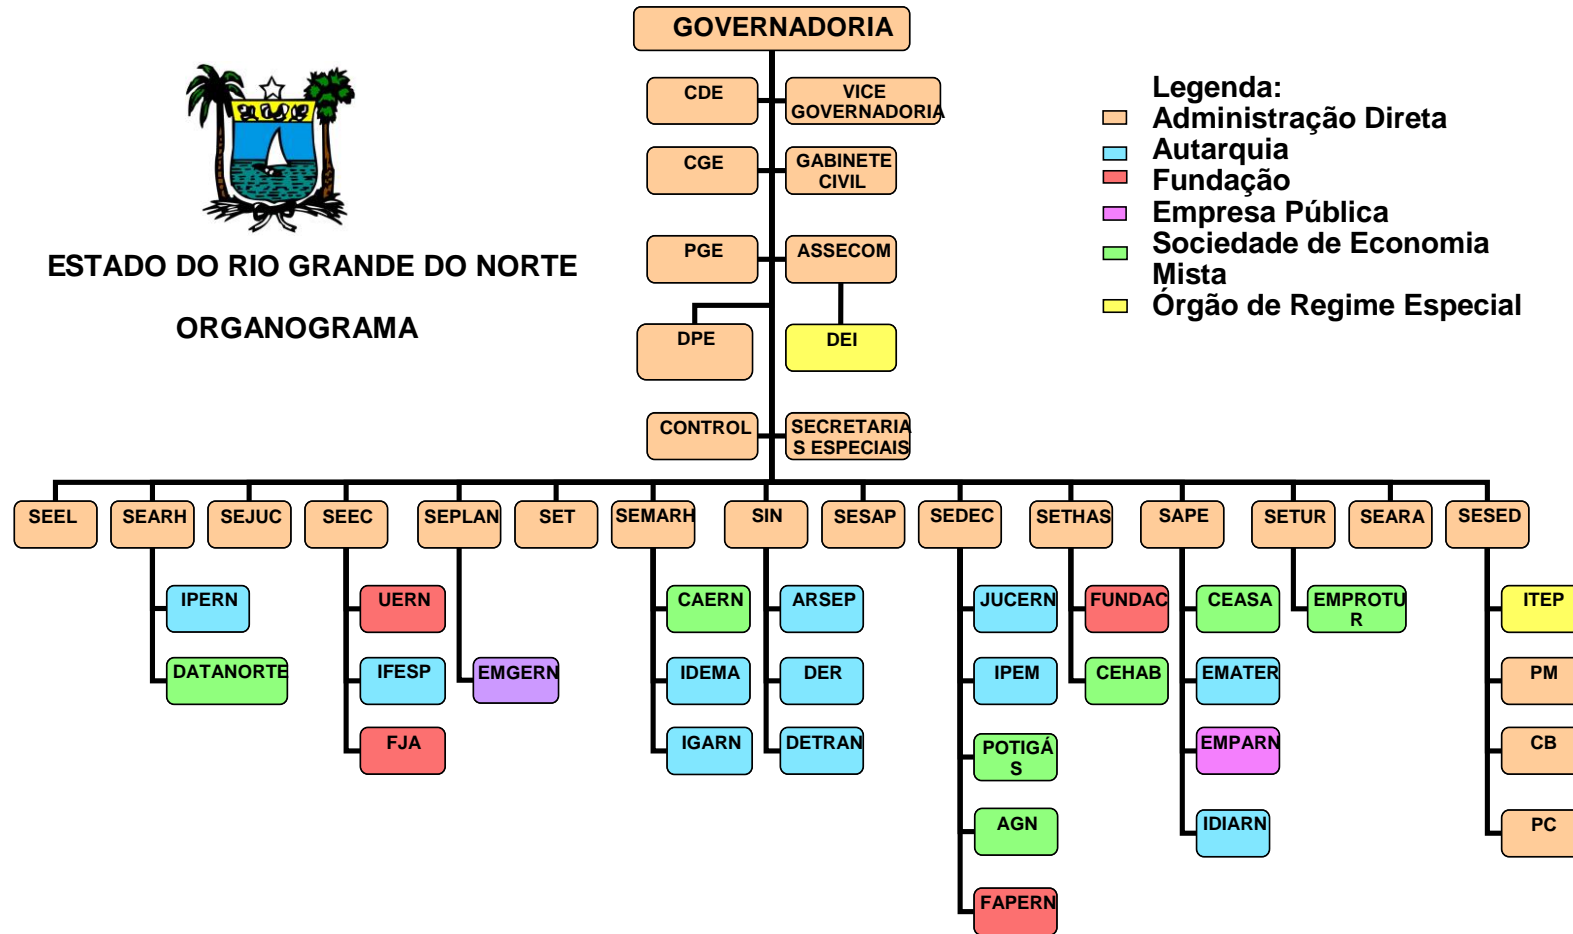 GOVERNADORIA
CDE
VICE
GOVERNADORIA
CGE
GABINETE
CIVIL
PGE
ASSECOM
DPE
DEI
CONTROL
SECRETARIA
S ESPECIAIS
ESTADO DO RIO GRANDE DO NORTE
ORGANOGRAMA
Legenda:
Administração Direta
Autarquia
Fundação
Empresa Pública
Sociedade de Economia
Mista
Órgão de Regime Especial
SEEL
SEARH
SEJUC
SEEC
SEPLAN
SET
SEMARH
SIN
SESAP
SEDEC
SETHAS
SAPE
SETUR
SEARA
SESED
IPERN
UERN
CAERN
ARSEP
JUCERN
FUNDAC
CEASA
EMPROTU
R
ITEP
DATANORTE
IFESP
EMGERN
IDEMA
DER
IPEM
CEHAB
EMATER
PM
FJA
IGARN
DETRAN
POTIGÁ
S
EMPARN
CB
AGN
IDIARN
PC
FAPERN